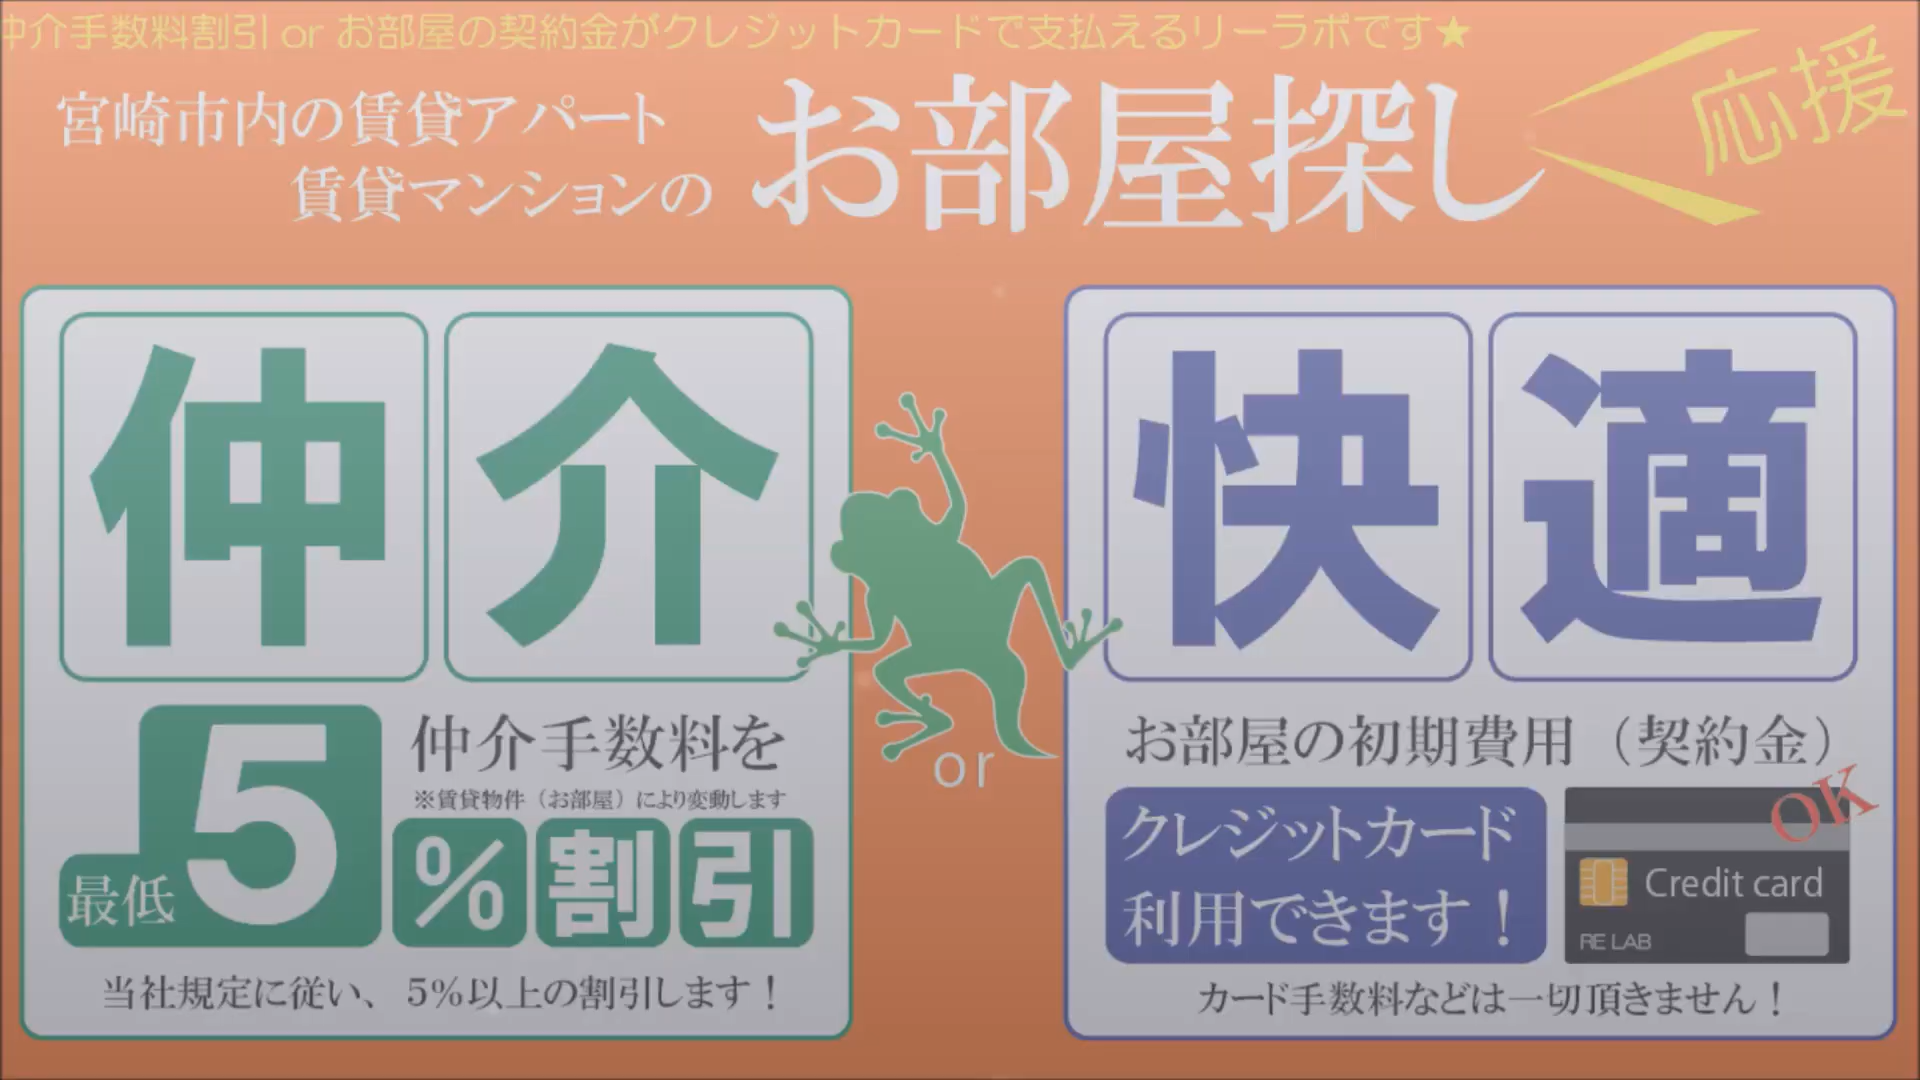 仲介手数料割引 or お部屋の契約金がクレジットカードで支払えるリーラボです★
宮崎市内の賃貸アパート
賃貸マンションの
お部屋探し
応援
仲介
仲介手数料を
※賃貸物件（お部屋）により変動します
最低5%割引
当社規定に従い、5%以上の割引します！
or
快適
お部屋の初期費用（契約金）
クレジットカード
利用できます！
OK
Credit card
RE LAB
カード手数料などは一切頂きません！